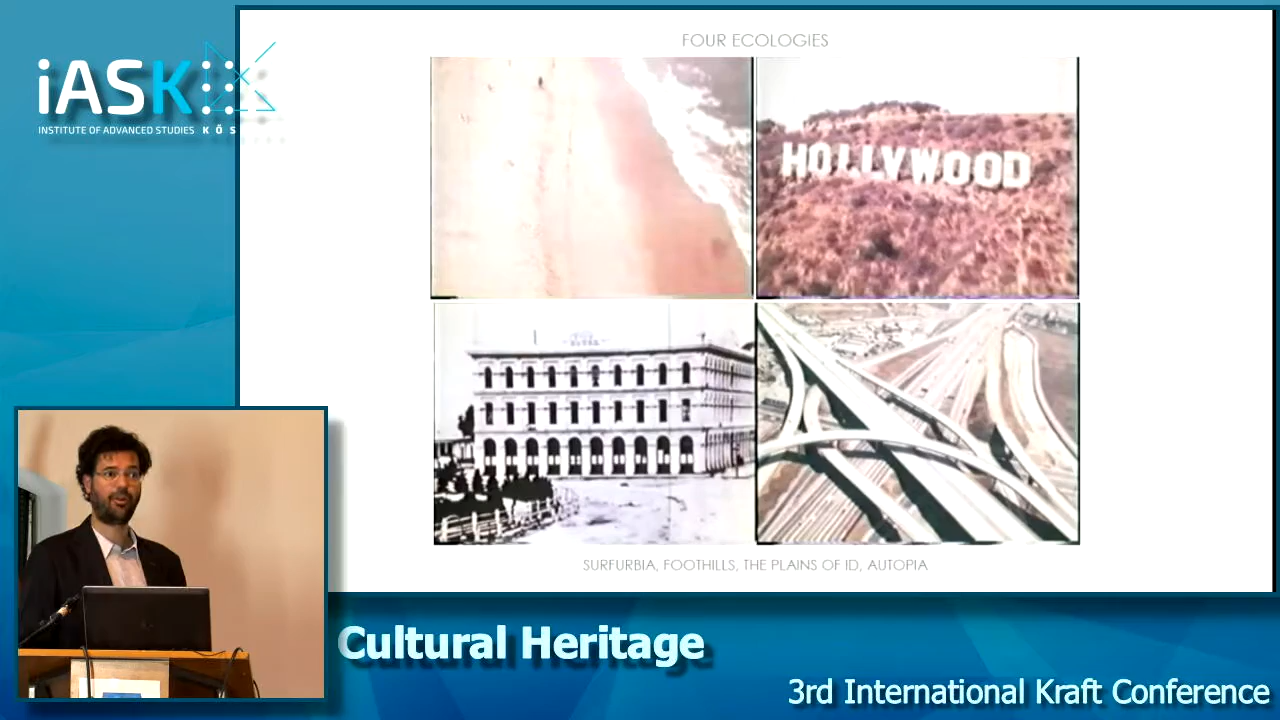 iASK
INSTITUTE OF ADVANCED STUDIES KŐS
FOUR ECOLOGIES
HOLLYWOOD
SURFURBIA, FOOTHILLS, THE PLAINS OF ID, AUTOPIA
Cultural Heritage
3rd International Kraft Conference